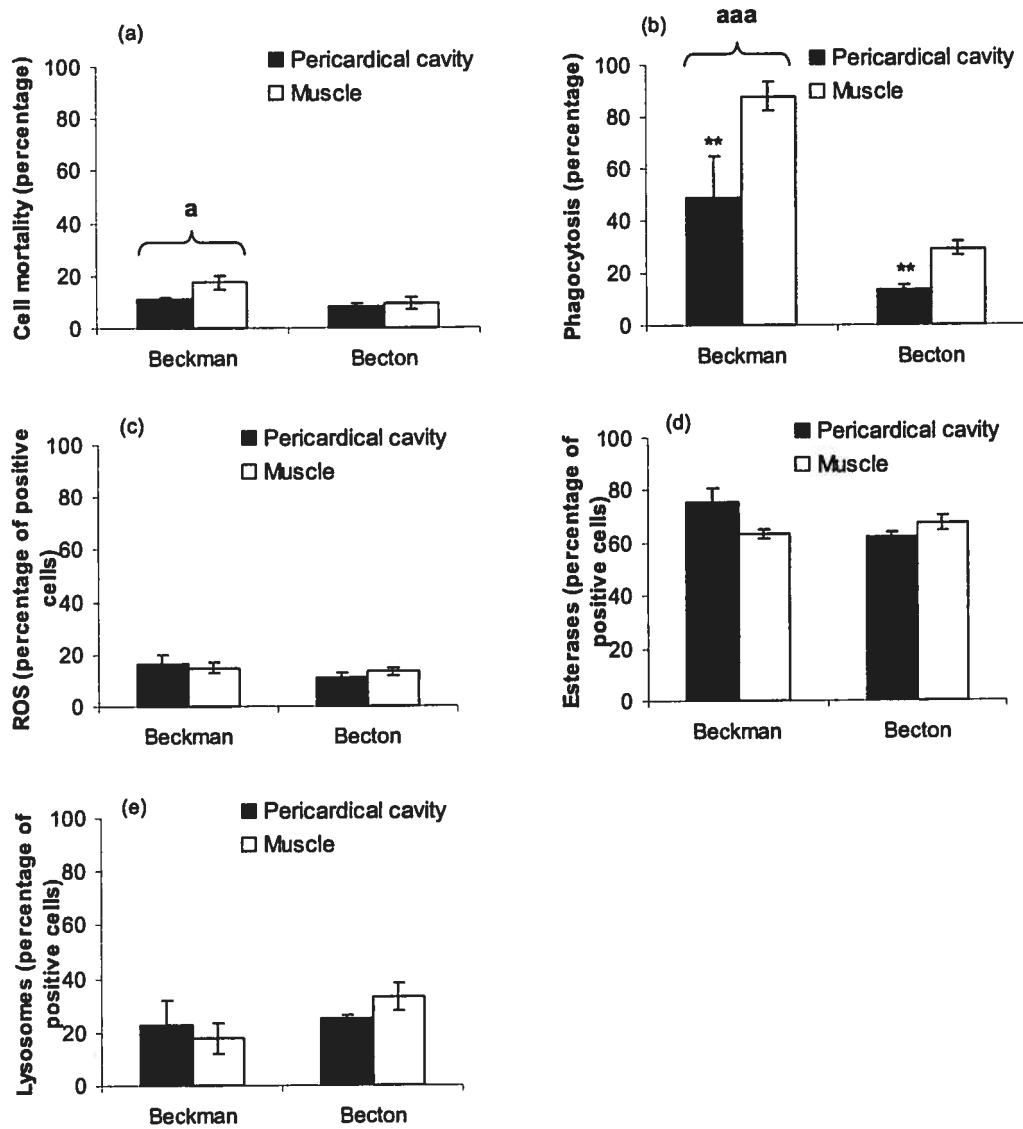 (a)
Pericardical cavity
Muscle
Cell mortality (percentage)
100
80
60
40
20
0
a
Beckman
Becton
aaa
(b)
Pericardical cavity
Muscle
Phagocytosis (percentage)
100
80
60
40
20
0
**
**
Beckman
Becton
(c)
Pericardical cavity
Muscle
ROS (percentage of positive
cells)
100
80
60
40
20
0
Beckman
Becton
(d)
Pericardical cavity
Muscle
Esterases (percentage of
positive cells)
100
80
60
40
20
0
Beckman
Becton
(e)
Pericardical cavity
Muscle
Lysosomes (percentage of
positive cells)
100
80
60
40
20
0
Beckman
Becton